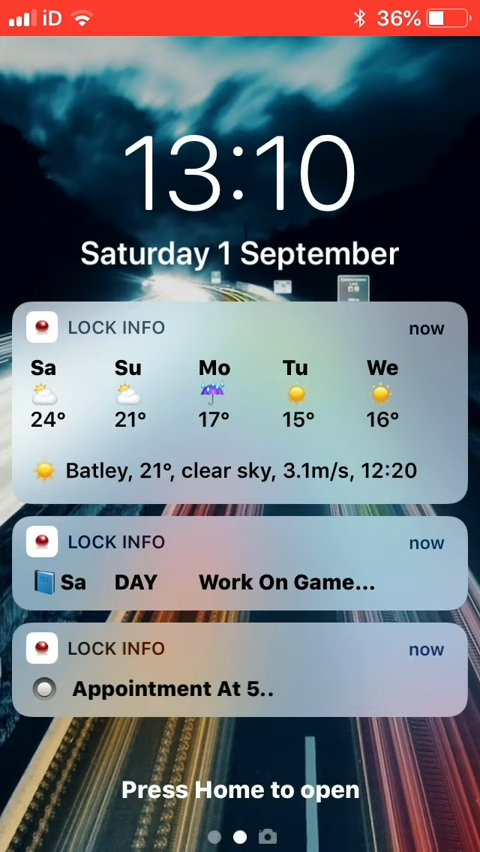 iD 36%
13:10
Saturday 1 September
LOCK INFO now
Sa Su Mo Tu We
24° 21° 17° 15° 16°
Batley, 21°, clear sky, 3.1m/s, 12:20
LOCK INFO now
Sa DAY Work On Game...
LOCK INFO now
Appointment At 5..
Press Home to open